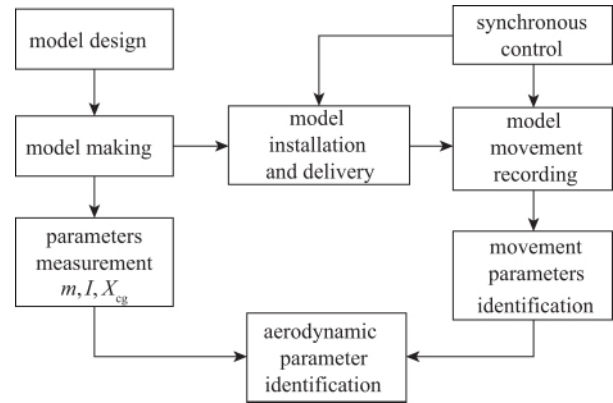 model design
synchronous
control
model making
model
installation
and delivery
model
movement
recording
parameters
measurement
m, I, X_cg
movement
parameters
identification
aerodynamic
parameter
identification